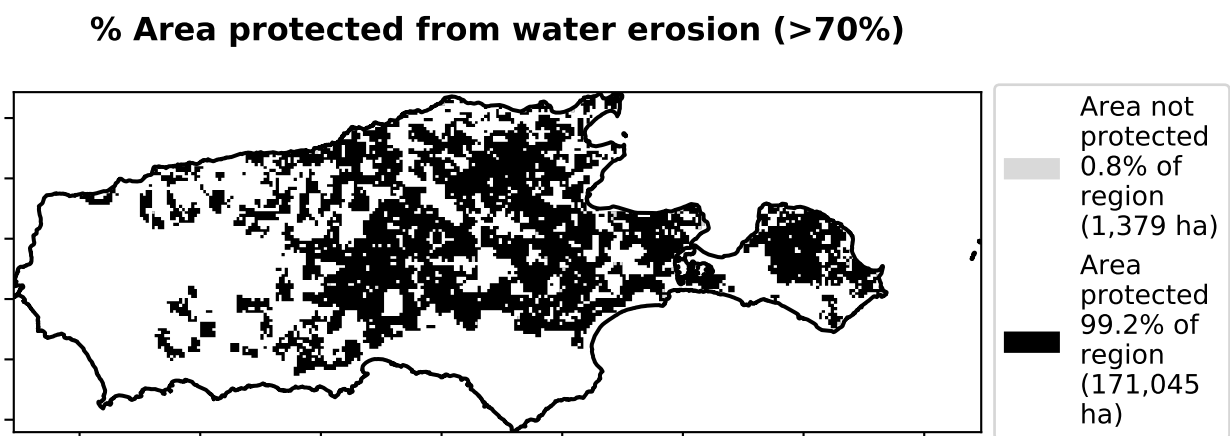 % Area protected from water erosion (>70%)
Area not
protected
0.8% of
region
(1,379 ha)
Area
protected
99.2% of
region
(171,045
ha)